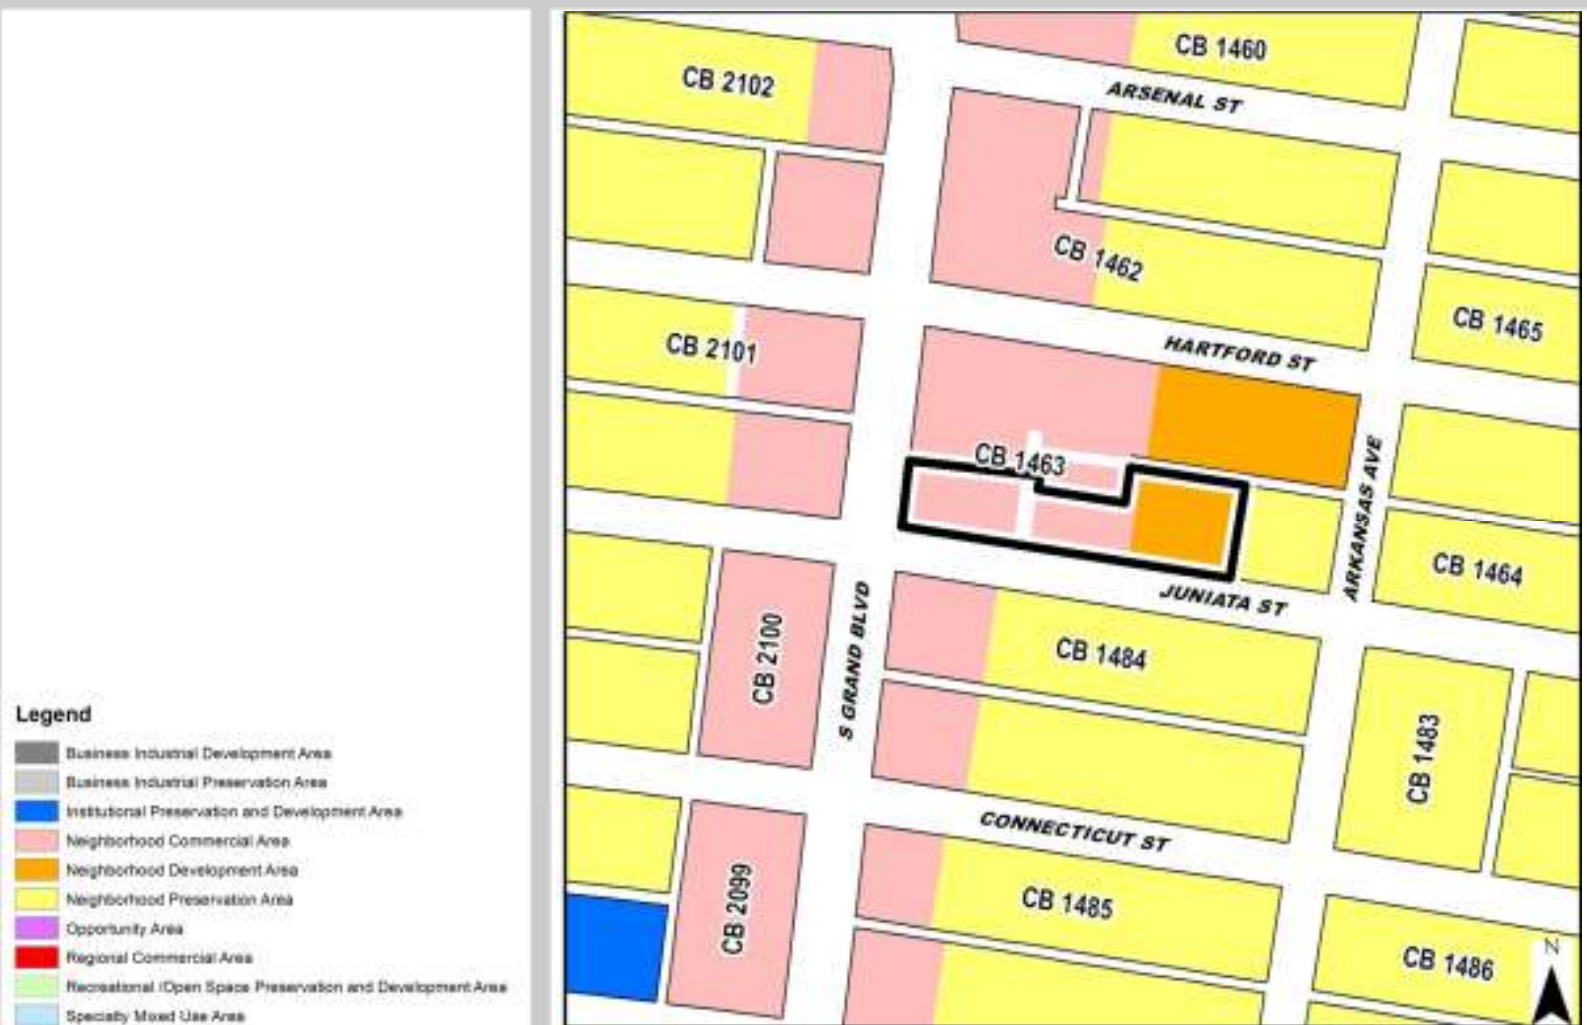 CB 1460
CB 2102
ARSENAL ST
CB 1462
CB 1465
CB 2101
HARTFORD ST
CB 1463
ARKANSAS AVE
CB 1464
JUNIATA ST
S GRAND BLVD
CB 2100
CB 1484
CB 1483
CONNECTICUT ST
CB 2099
CB 1485
CB 1486
N
Legend
Business Industrial Development Area
Business Industrial Preservation Area
Institutional Preservation and Development Area
Neighborhood Commercial Area
Neighborhood Development Area
Neighborhood Preservation Area
Opportunity Area
Regional Commercial Area
Recreational /Open Space Preservation and Development Area
Specialty Mixed Use Area